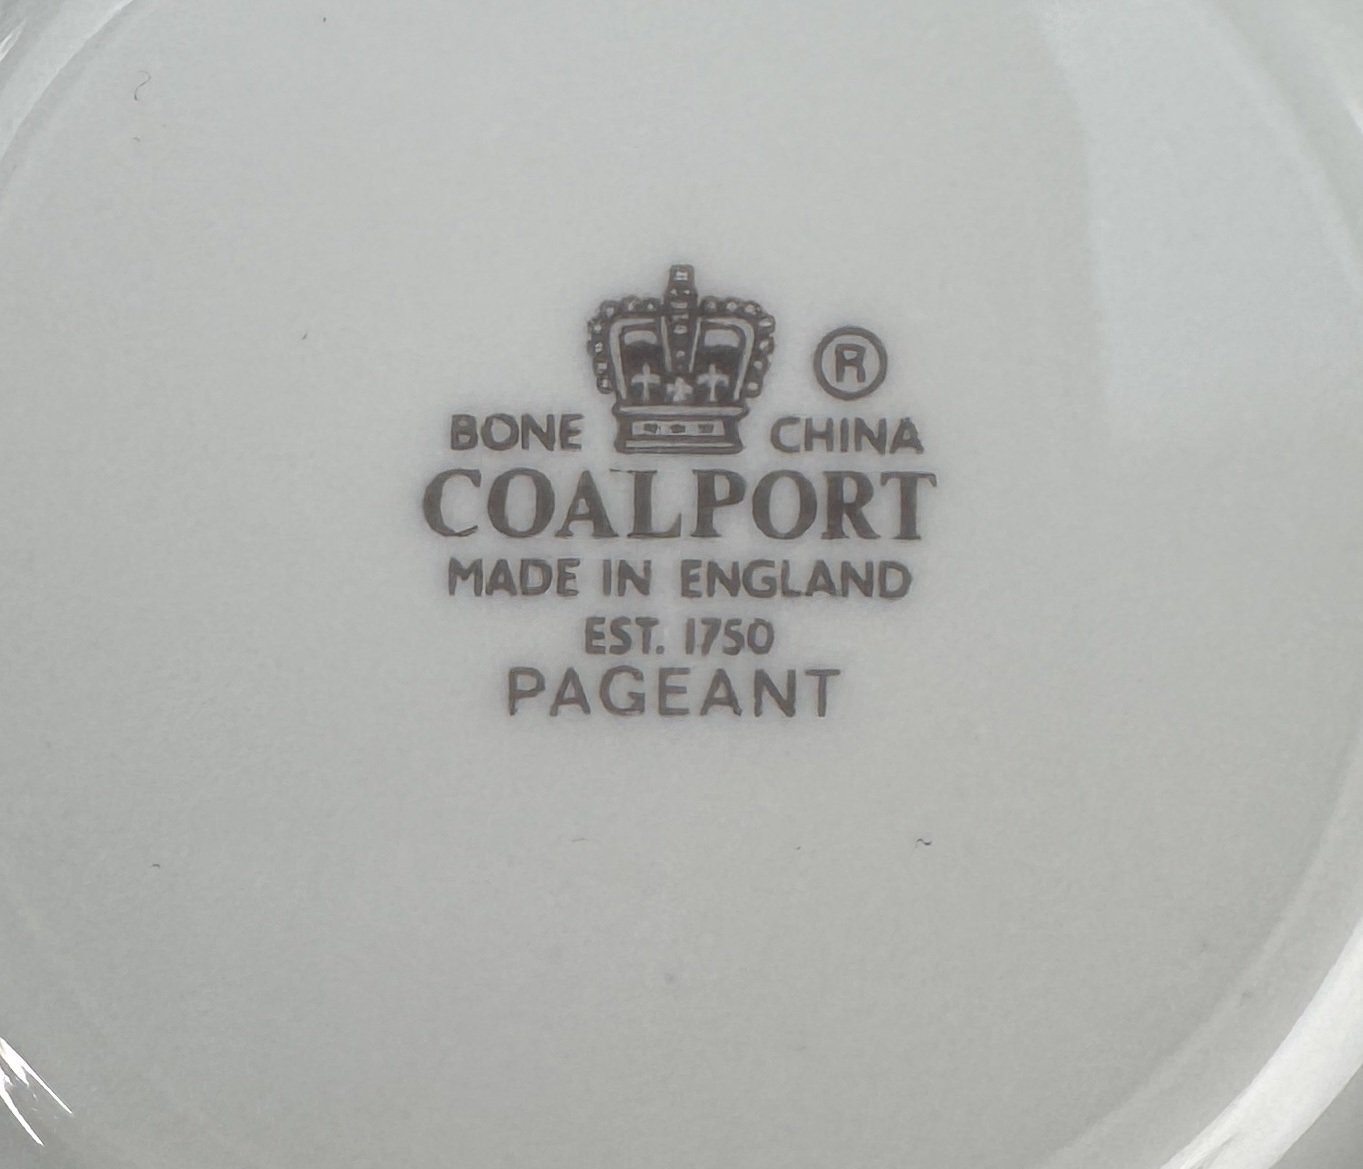 ®
BONE CHINA
COALPORT
MADE IN ENGLAND
EST. 1750
PAGEANT